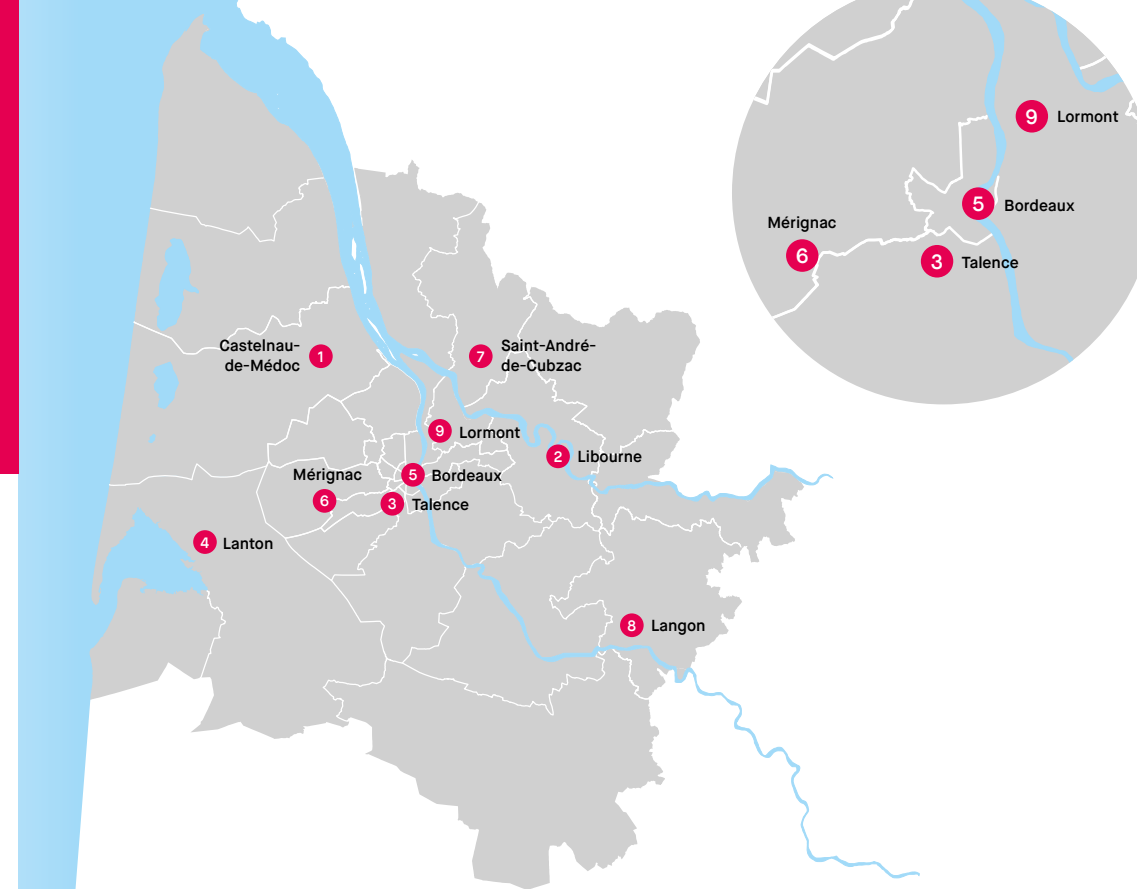 9 Lormont
5 Bordeaux
Mérignac
6
3 Talence
Castelnau-
de-Médoc
1
7
Saint-André-
de-Cubzac
9 Lormont
2 Libourne
Mérignac
6
5 Bordeaux
3 Talence
4 Lanton
8 Langon